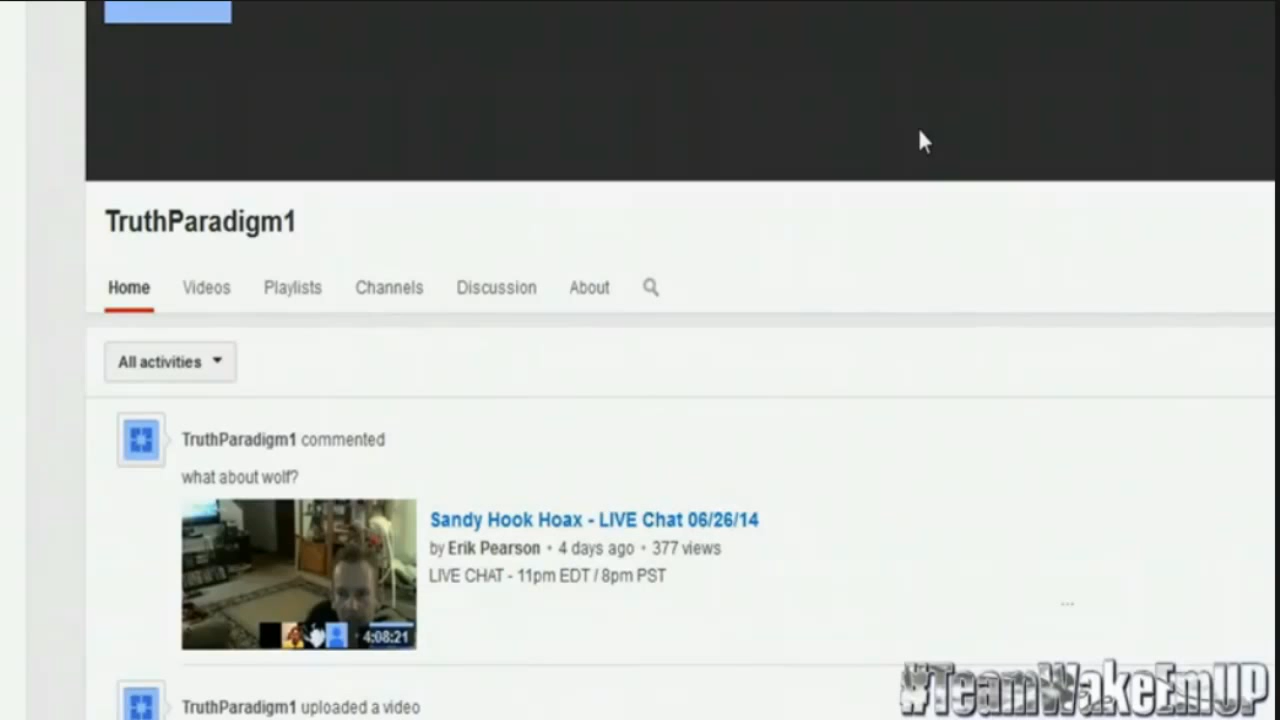 TruthParadigm1
Home Videos Playlists Channels Discussion About
All activities
TruthParadigm1 commented
what about wolf?
Sandy Hook Hoax - LIVE Chat 06/26/14
by Erik Pearson • 4 days ago • 377 views
LIVE CHAT - 11pm EDT / 8pm PST
4:08:21
...
TruthParadigm1 uploaded a video
#TeamWakeEmUP